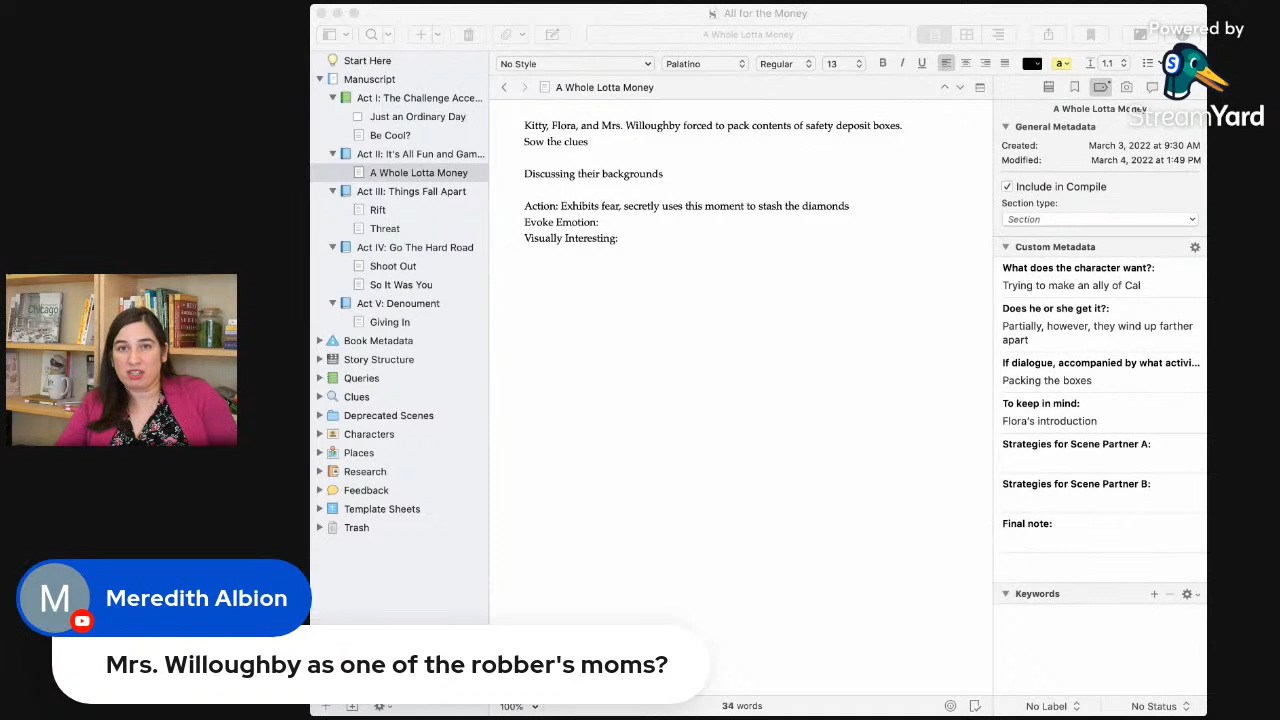 All for the Money
Powered by
StreamYard
A Whole Lotta Money
No Style
Palatino
Regular
13
B I U
a
1.1
Start Here
Manuscript
Act I: The Challenge Acce...
Just an Ordinary Day
Be Cool?
Act II: It's All Fun and Gam...
A Whole Lotta Money
Act III: Things Fall Apart
Rift
Threat
Act IV: Go The Hard Road
Shoot Out
So It Was You
Act V: Denoument
Giving In
Book Metadata
Story Structure
Queries
Clues
Deprecated Scenes
Characters
Places
Research
Feedback
Template Sheets
Trash
A Whole Lotta Money
Kitty, Flora, and Mrs. Willoughby forced to pack contents of safety deposit boxes.
Sow the clues
Discussing their backgrounds
Action: Exhibits fear, secretly uses this moment to stash the diamonds
Evoke Emotion:
Visually Interesting:
100%
34 words
A Whole Lotta Money
General Metadata
Created: March 3, 2022 at 9:30 AM
Modified: March 4, 2022 at 1:49 PM
Include in Compile
Section type:
Section
Custom Metadata
What does the character want?:
Trying to make an ally of Cal
Does he or she get it?:
Partially, however, they wind up farther
apart
If dialogue, accompanied by what activi...
Packing the boxes
To keep in mind:
Flora's introduction
Strategies for Scene Partner A:
Strategies for Scene Partner B:
Final note:
Keywords
No Label
No Status
Chicago
M
Meredith Albion
Mrs. Willoughby as one of the robber's moms?